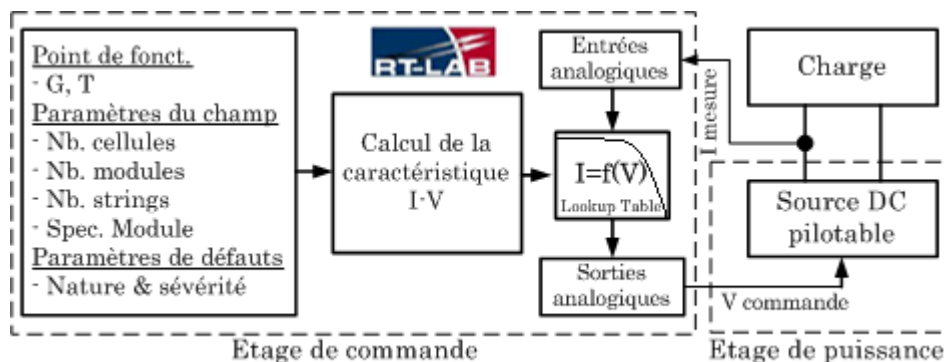 Point de fonct.
- G, T
Paramètres du champ
- Nb. cellules
- Nb. modules
- Nb. strings
- Spec. Module
Paramètres de défauts
- Nature & sévérité
RT-LAB
Calcul de la
caractéristique
I-V
Entrées
analogiques
I=f(V)
Lookup Table
Sorties
analogiques
I mesure
Charge
Source DC
pilotable
V commande
Etage de commande
Etage de puissance